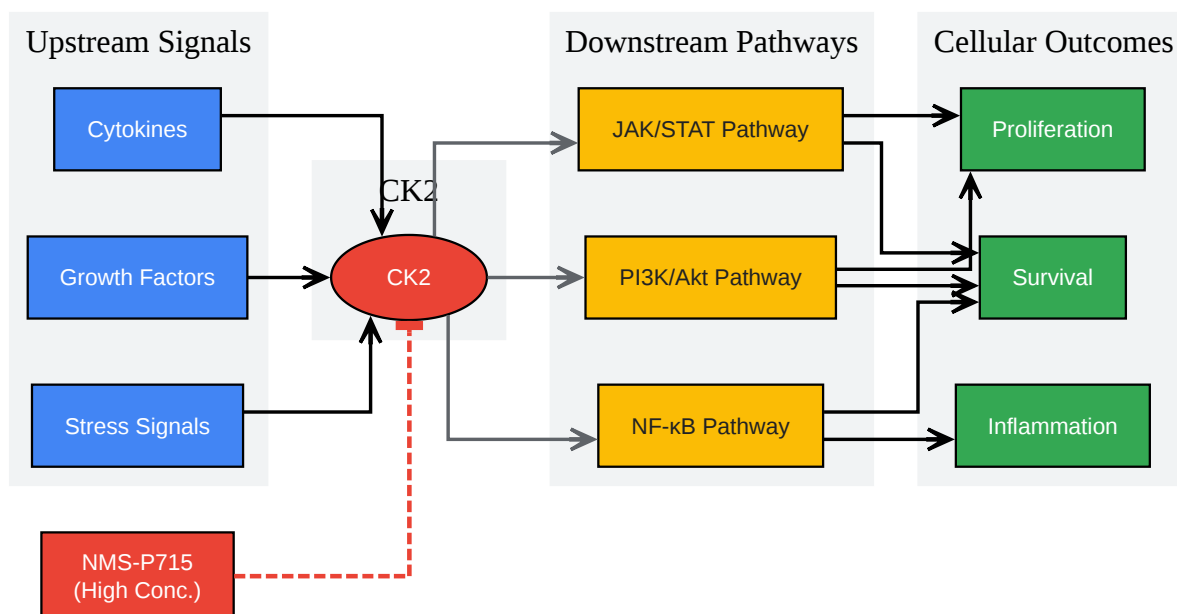 Upstream Signals
Downstream Pathways
Cellular Outcomes
Cytokines
JAK/STAT Pathway
Proliferation
CK2
Growth Factors
CK2
PI3K/Akt Pathway
Survival
Stress Signals
NF-κB Pathway
Inflammation
NMS-P715
(High Conc.)